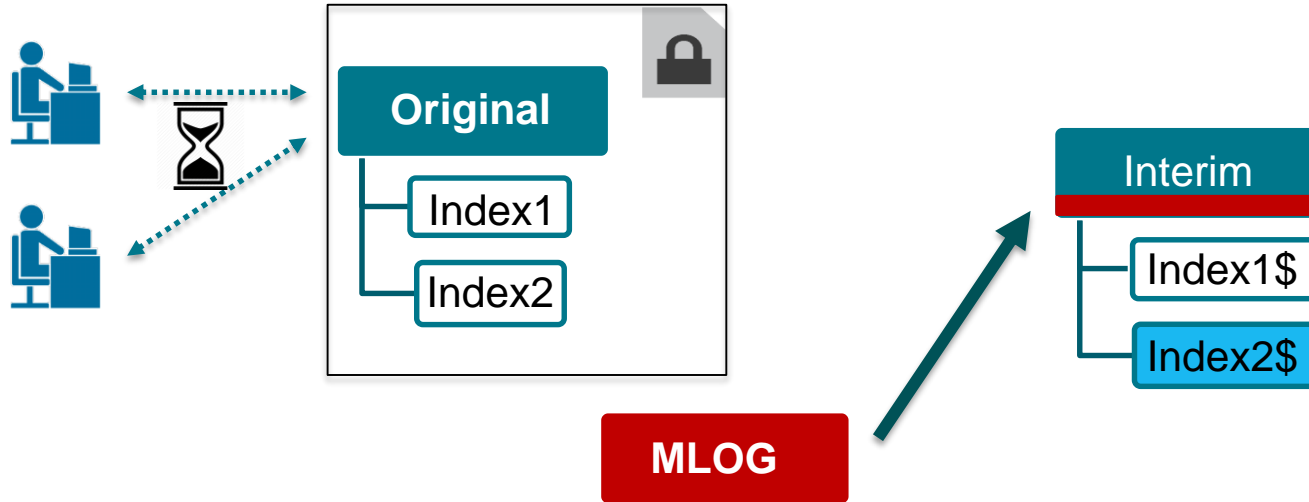 Original
Index1
Index2
MLOG
Interim
Index1$
Index2$